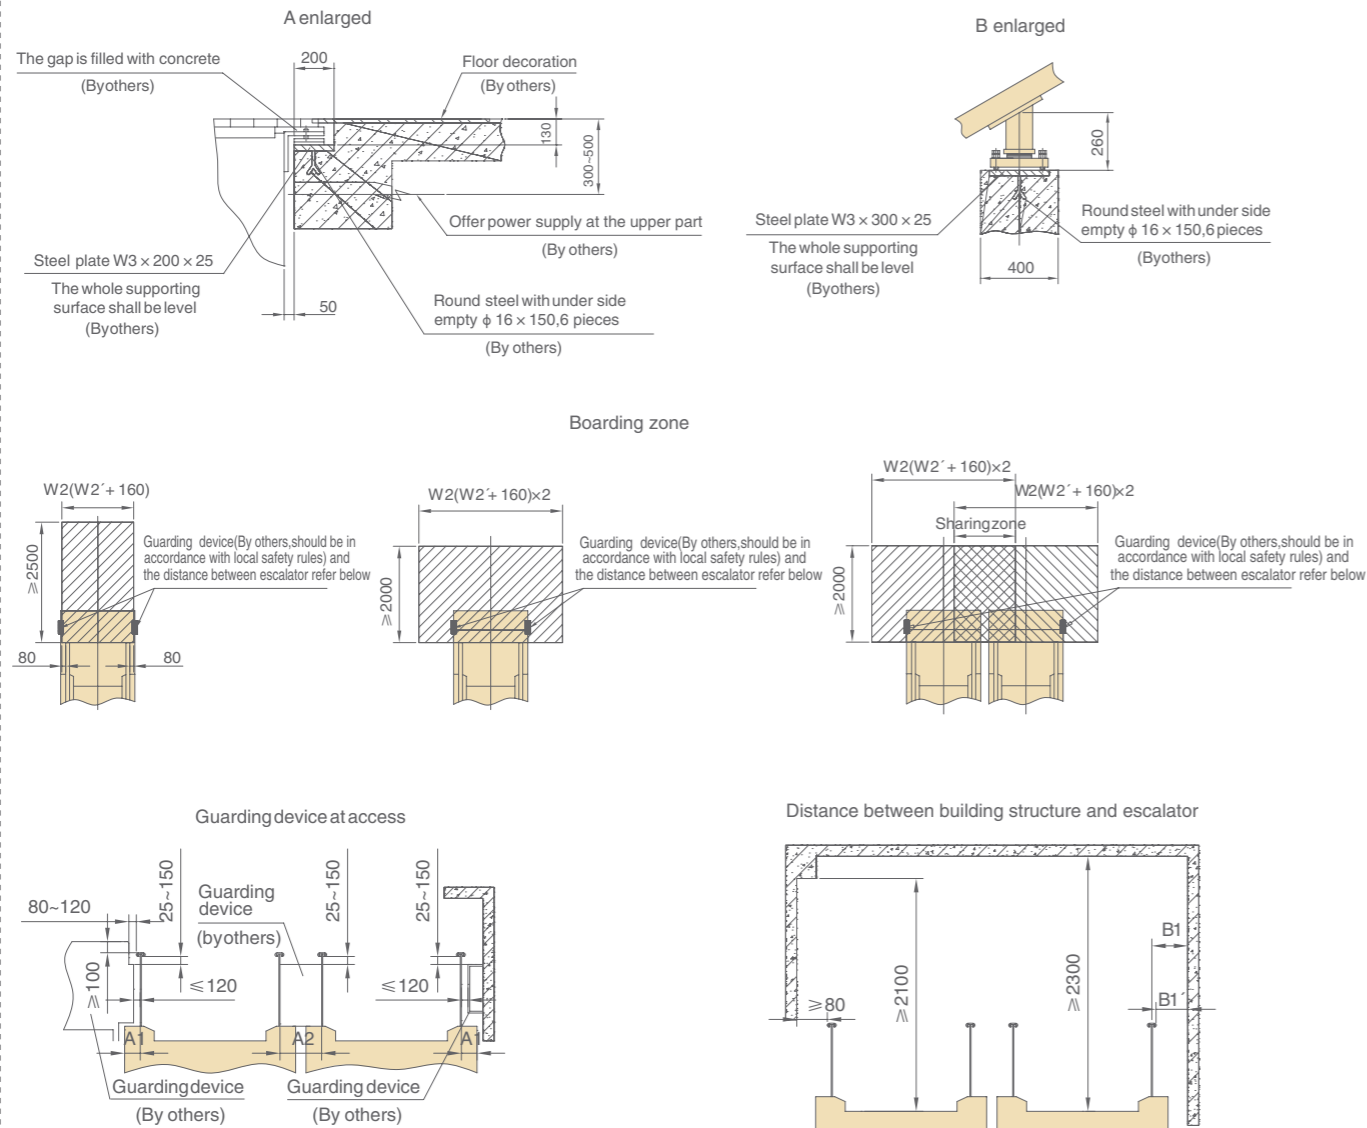 A enlarged
The gap is filled with concrete
(Byothers)
200
Floor decoration
(By others)
130
300~500
Offer power supply at the upper part
(By others)
Steel plate W3 × 200 × 25
The whole supporting
surface shall be level
(Byothers)
50
Round steel with under side
empty ϕ 16 × 150,6 pieces
(By others)
B enlarged
260
Steel plate W3 × 300 × 25
The whole supporting
surface shall be level
(Byothers)
Round steel with under side
empty ϕ 16 × 150,6 pieces
(Byothers)
400
Boarding zone
W2(W2´+ 160)
≥2500
Guarding device(By others,should be in
accordance with local safety rules) and
the distance between escalator refer below
80
80
W2(W2´+ 160)×2
≥2000
Guarding device(By others,should be in
accordance with local safety rules) and
the distance between escalator refer below
W2(W2´+ 160)×2
W2(W2´+ 160)×2
Sharingzone
≥2000
Guarding device(By others,should be in
accordance with local safety rules) and
the distance between escalator refer below
Guarding device at access
80~120
25~150
Guarding
device
(byothers)
25~150
25~150
≥100
≤120
≤120
A1
A2
A1
Guarding device
(By others)
Guarding device
(By others)
Distance between building structure and escalator
B1
B1´
≥80
≥2100
≥2300